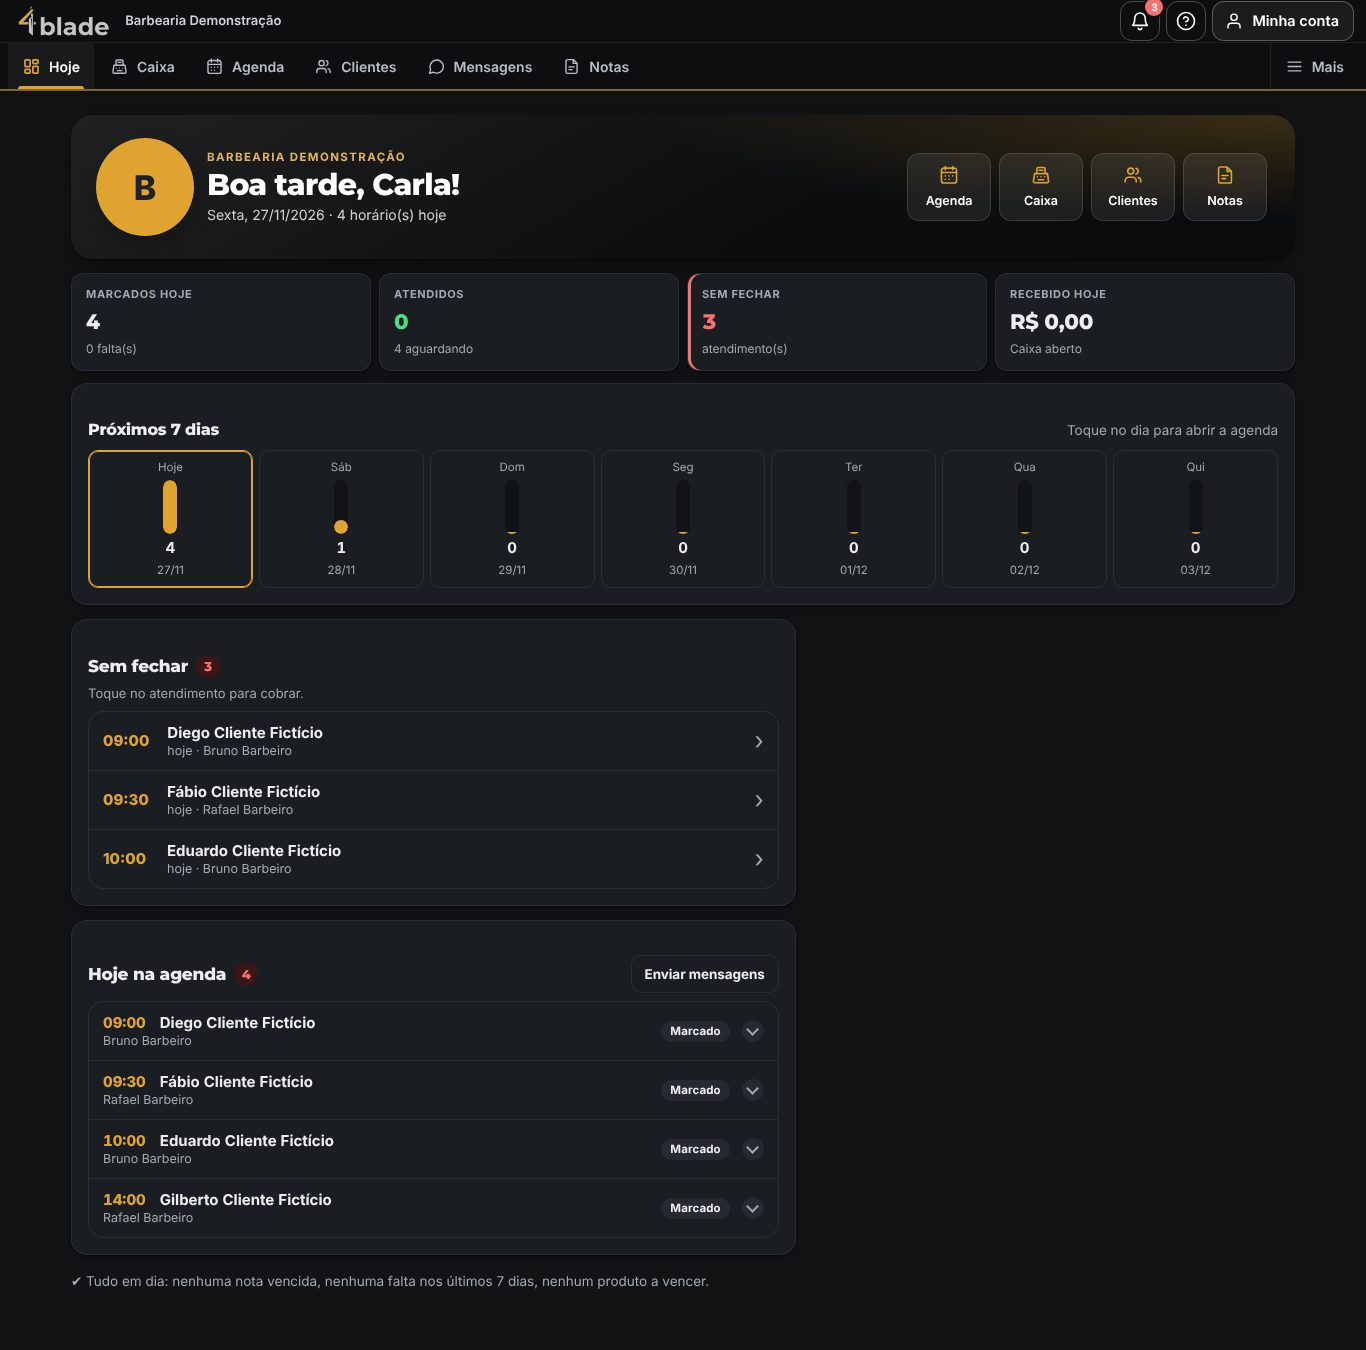 4blade
Barbearia Demonstração
3
Minha conta
Hoje
Caixa
Agenda
Clientes
Mensagens
Notas
Mais
B
BARBEARIA DEMONSTRAÇÃO
Boa tarde, Carla!
Sexta, 27/11/2026 · 4 horário(s) hoje
Agenda
Caixa
Clientes
Notas
MARCADOS HOJE
4
0 falta(s)
ATENDIDOS
0
4 aguardando
SEM FECHAR
3
atendimento(s)
RECEBIDO HOJE
R$ 0,00
Caixa aberto
Próximos 7 dias
Toque no dia para abrir a agenda
Hoje
4
27/11
Sáb
1
28/11
Dom
0
29/11
Seg
0
30/11
Ter
0
01/12
Qua
0
02/12
Qui
0
03/12
Sem fechar 3
Toque no atendimento para cobrar.
09:00 Diego Cliente Fictício
hoje · Bruno Barbeiro
09:30 Fábio Cliente Fictício
hoje · Rafael Barbeiro
10:00 Eduardo Cliente Fictício
hoje · Bruno Barbeiro
Hoje na agenda 4
Enviar mensagens
09:00 Diego Cliente Fictício
Bruno Barbeiro
Marcado
09:30 Fábio Cliente Fictício
Rafael Barbeiro
Marcado
10:00 Eduardo Cliente Fictício
Bruno Barbeiro
Marcado
14:00 Gilberto Cliente Fictício
Rafael Barbeiro
Marcado
✔ Tudo em dia: nenhuma nota vencida, nenhuma falta nos últimos 7 dias, nenhum produto a vencer.